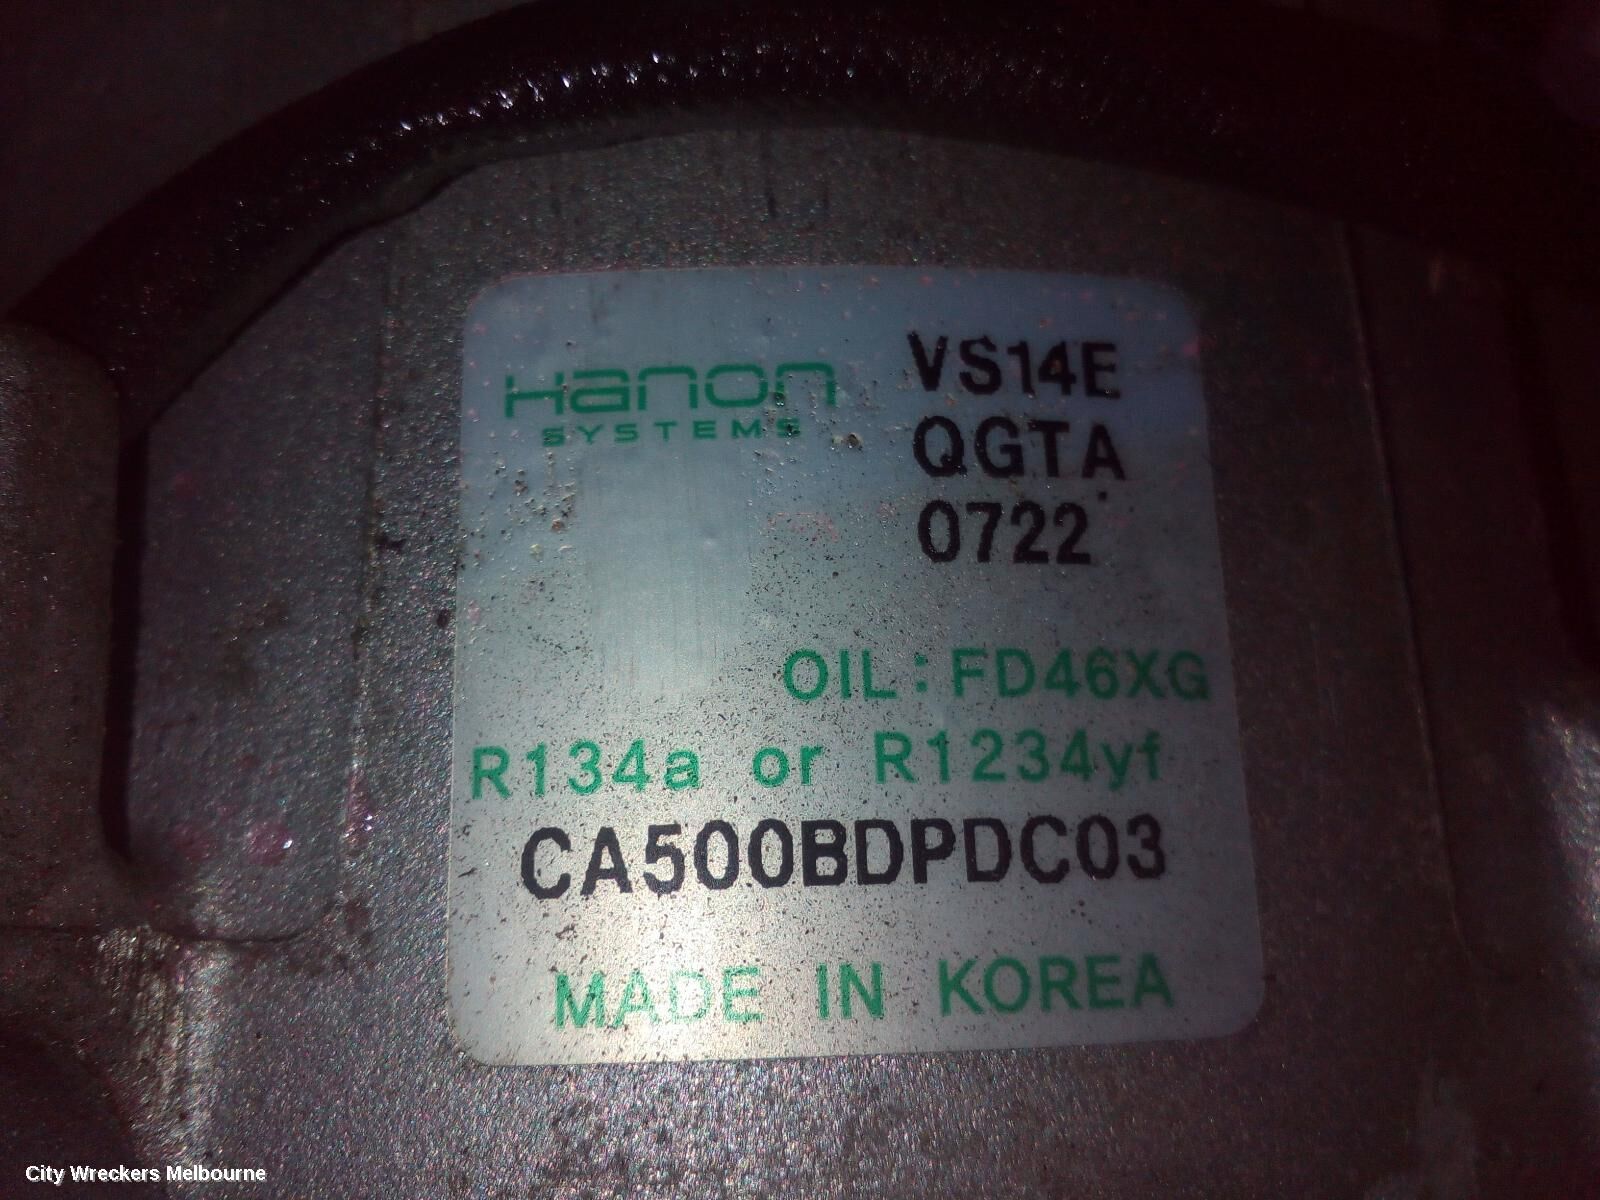 Hanon
SYSTEMS
VS14E
QGTA
0722
OIL: FD46XG
R134a or R1234yf
CA500BDPDC03
MADE IN KOREA
City Wreckers Melbourne